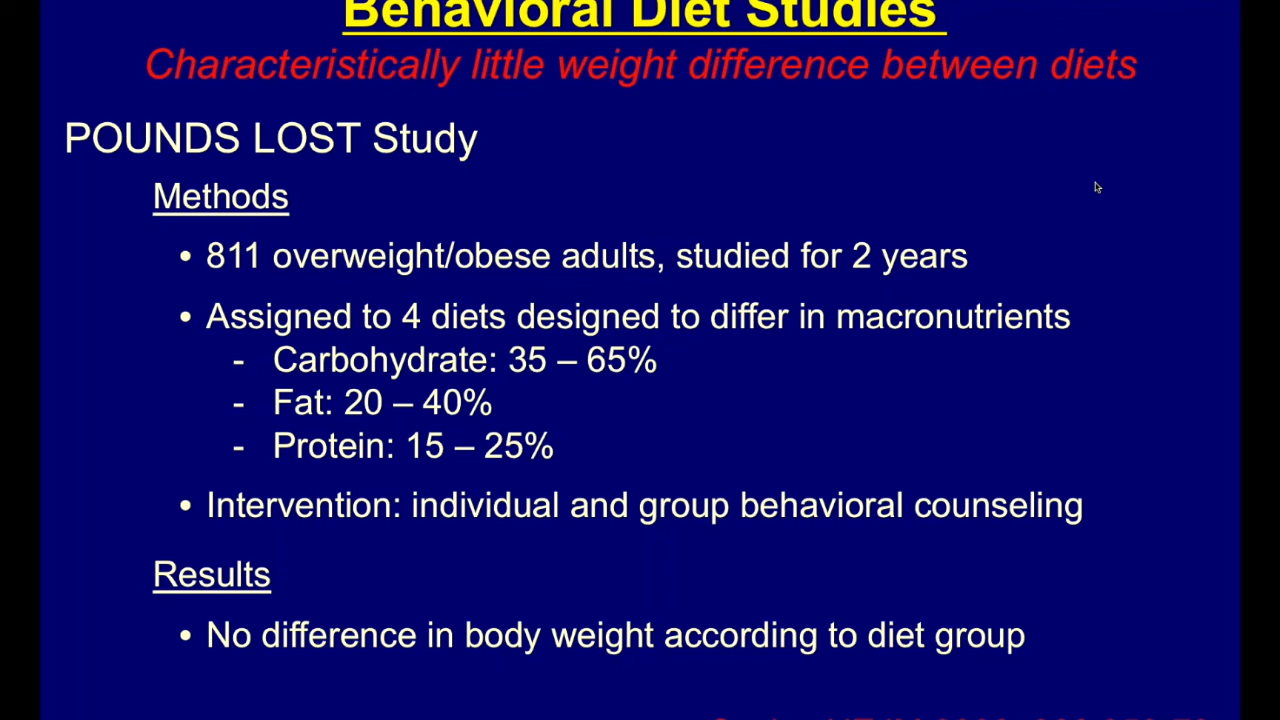 Behavioral Diet Studies
Characteristically little weight difference between diets
POUNDS LOST Study
Methods
• 811 overweight/obese adults, studied for 2 years
• Assigned to 4 diets designed to differ in macronutrients
- Carbohydrate: 35 – 65%
- Fat: 20 – 40%
- Protein: 15 – 25%
• Intervention: individual and group behavioral counseling
Results
• No difference in body weight according to diet group